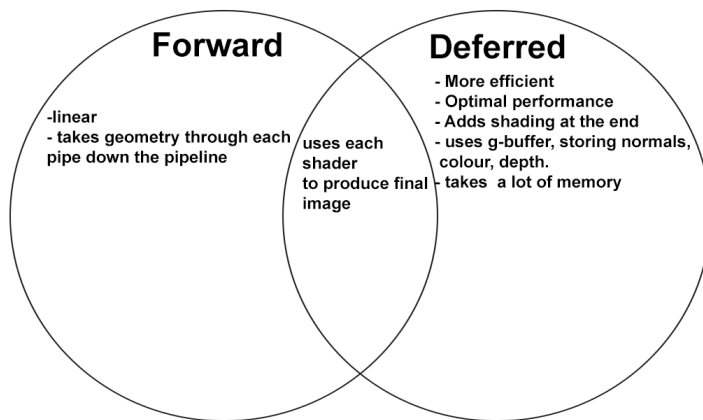 Forward
-linear
- takes geometry through each
pipe down the pipeline
uses each
shader
to produce final
image
Deferred
- More efficient
- Optimal performance
- Adds shading at the end
- uses g-buffer, storing normals,
colour, depth.
- takes a lot of memory